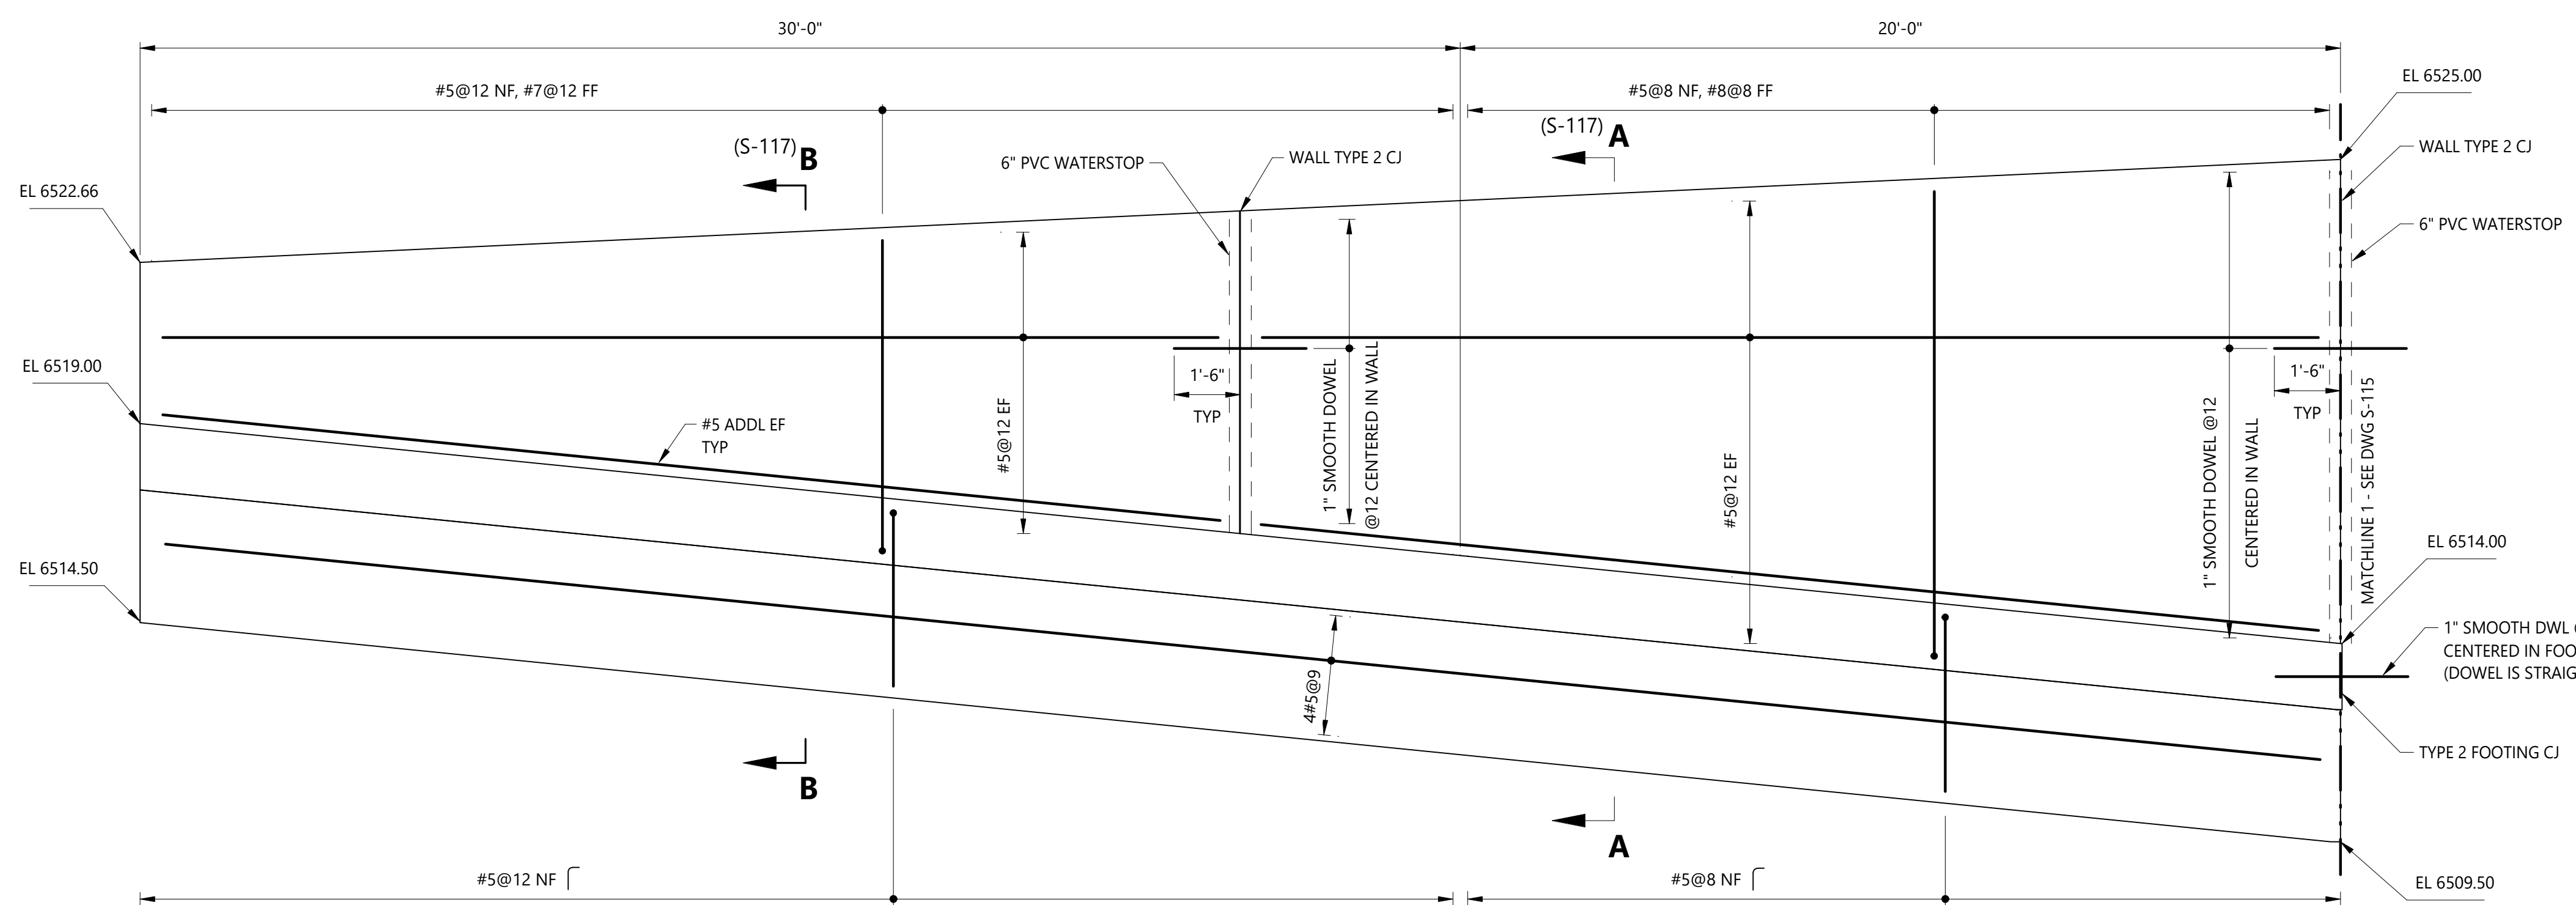 30'-0"
20'-0"
#5@12 NF, #7@12 FF
#5@8 NF, #8@8 FF
EL 6525.00
(S-117) B
(S-117) A
6" PVC WATERSTOP
WALL TYPE 2 CJ
WALL TYPE 2 CJ
EL 6522.66
6" PVC WATERSTOP
EL 6519.00
1'-6"
TYP
1'-6"
TYP
#5 ADDL EF
TYP
#5@12 EF
1" SMOOTH DOWEL
@12 CENTERED IN WALL
#5@12 EF
1" SMOOTH DOWEL @12
CENTERED IN WALL
MATCHLINE 1 - SEE DWG S-115
EL 6514.00
EL 6514.50
1" SMOOTH DWL
CENTERED IN FOO
(DOWEL IS STRAIG
4#5@9
TYPE 2 FOOTING CJ
B
A
#5@12 NF
#5@8 NF
EL 6509.50